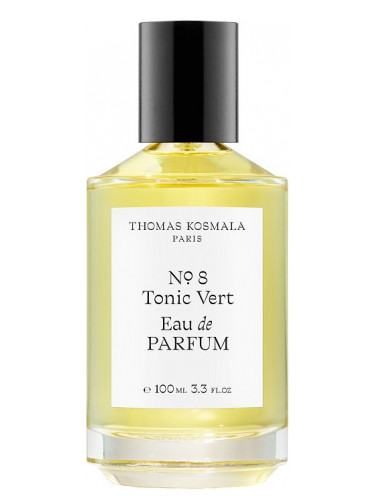 THOMAS KOSMALA
PARIS
Nº 8
Tonic Vert
Eau de
PARFUM
℮ 100 ML 3.3 FL.OZ